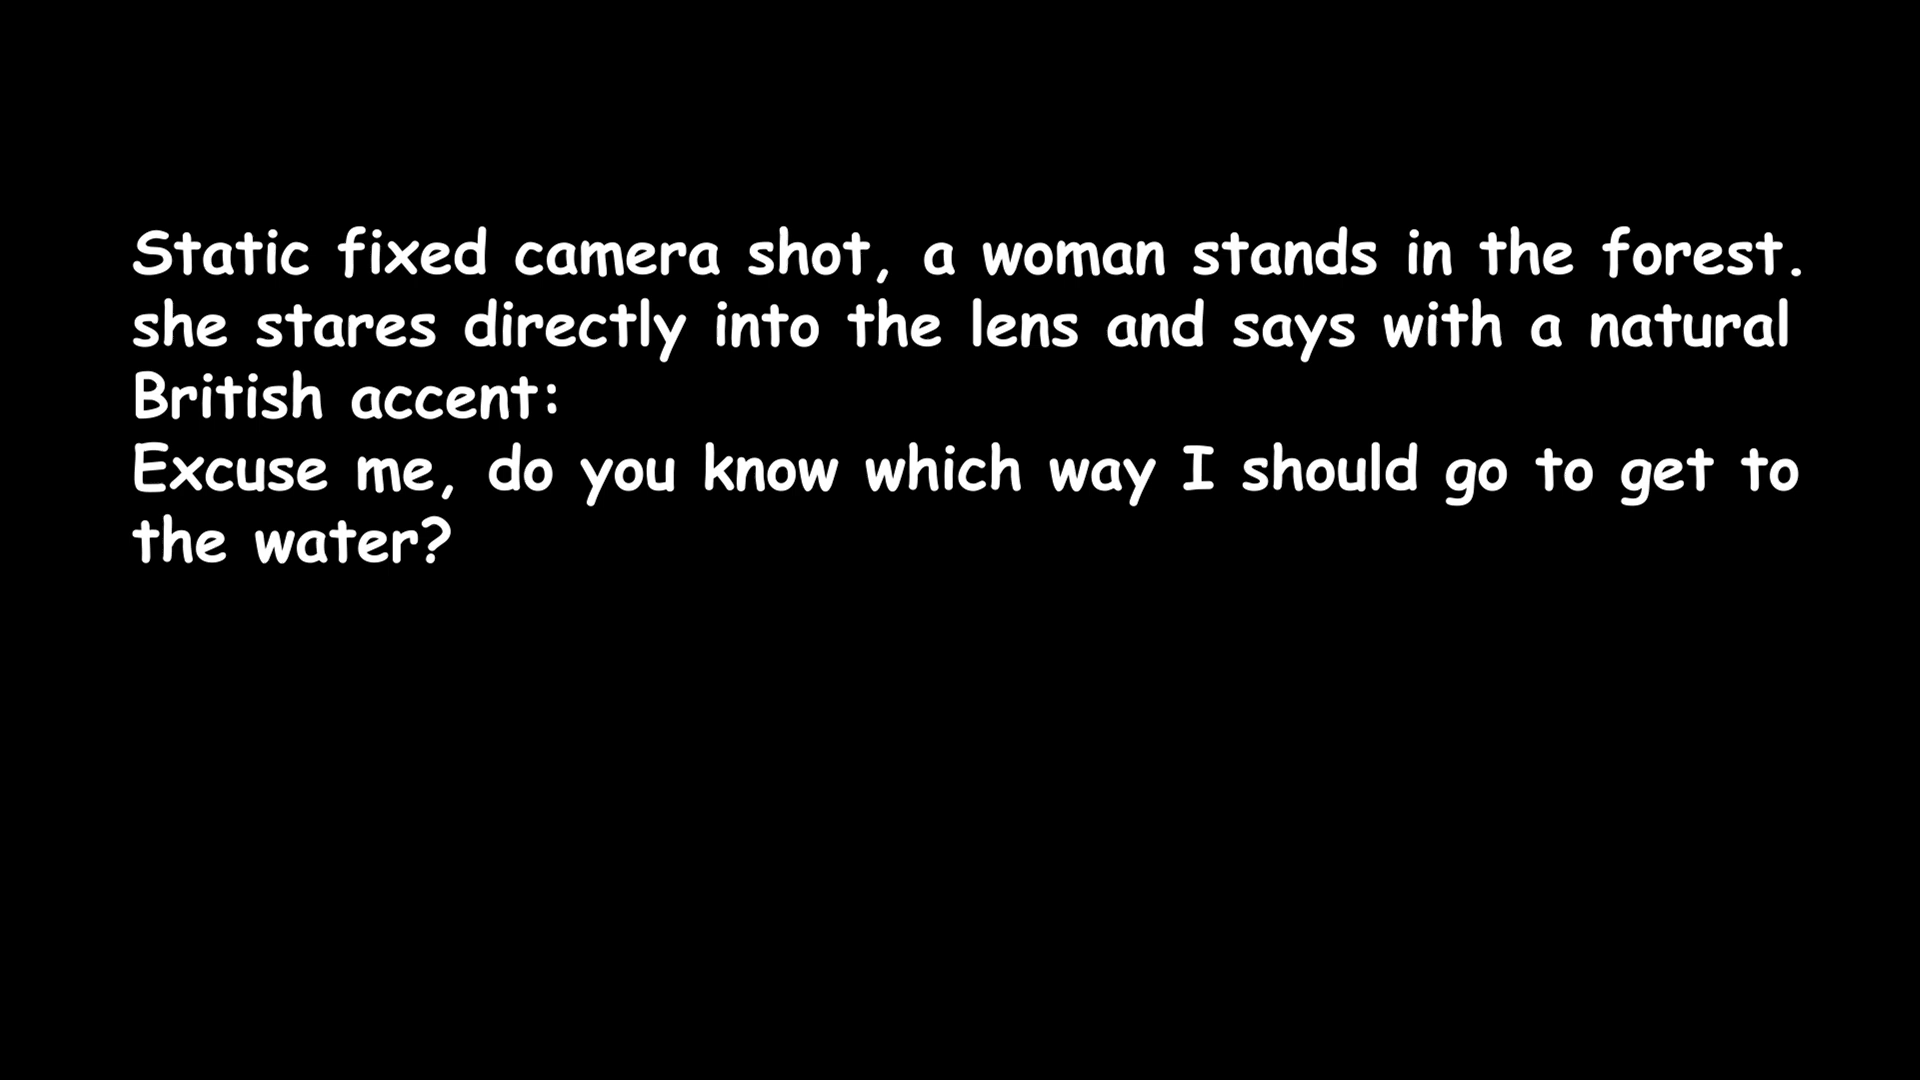 Static fixed camera shot, a woman stands in the forest.
she stares directly into the lens and says with a natural
British accent:
Excuse me, do you know which way I should go to get to
the water?